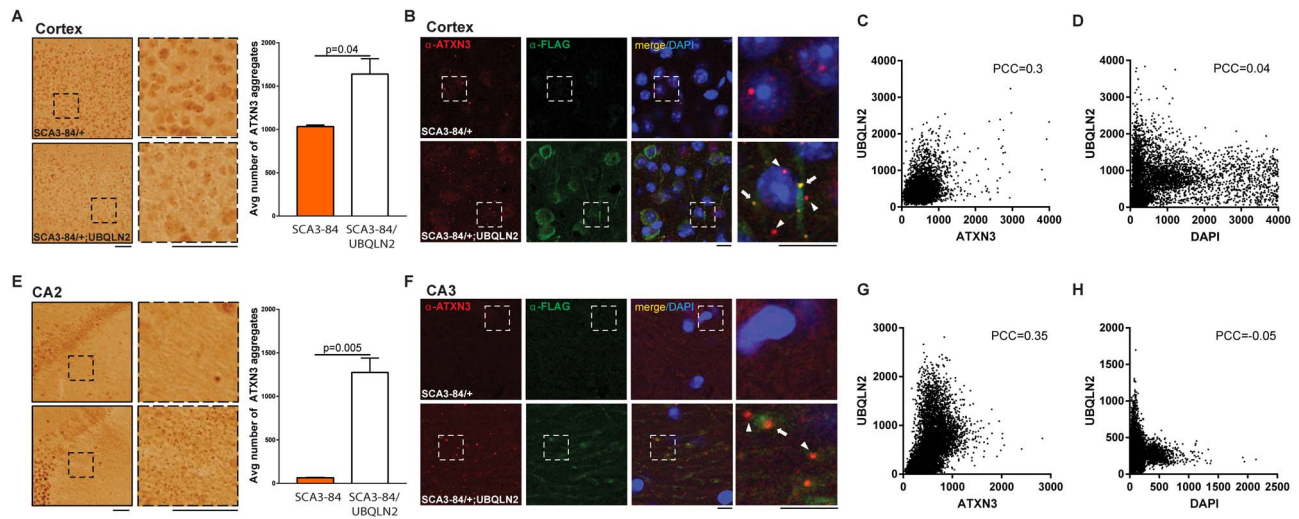 A
Cortex
SCA3-84/+
SCA3-84/+;UBQLN2
Avg number of ATXN3 aggregates
2000
1500
1000
500
0
p=0.04
SCA3-84
SCA3-84/
UBQLN2
B
Cortex
α-ATXN3
α-FLAG
merge/DAPI
SCA3-84/+
SCA3-84/+;UBQLN2
C
PCC=0.3
UBQLN2
4000
3000
2000
1000
0
0 1000 2000 3000 4000
ATXN3
D
PCC=0.04
UBQLN2
4000
3000
2000
1000
0
0 1000 2000 3000 4000
DAPI
E
CA2
Avg number of ATXN3 aggregates
2000
1500
1000
500
0
p=0.005
SCA3-84
SCA3-84/
UBQLN2
F
CA3
α-ATXN3
α-FLAG
merge/DAPI
SCA3-84/+
SCA3-84/+;UBQLN2
G
PCC=0.35
UBQLN2
3000
2000
1000
0
0 1000 2000 3000
ATXN3
H
PCC=-0.05
UBQLN2
2000
1500
1000
500
0
0 500 1000 1500 2000 2500
DAPI